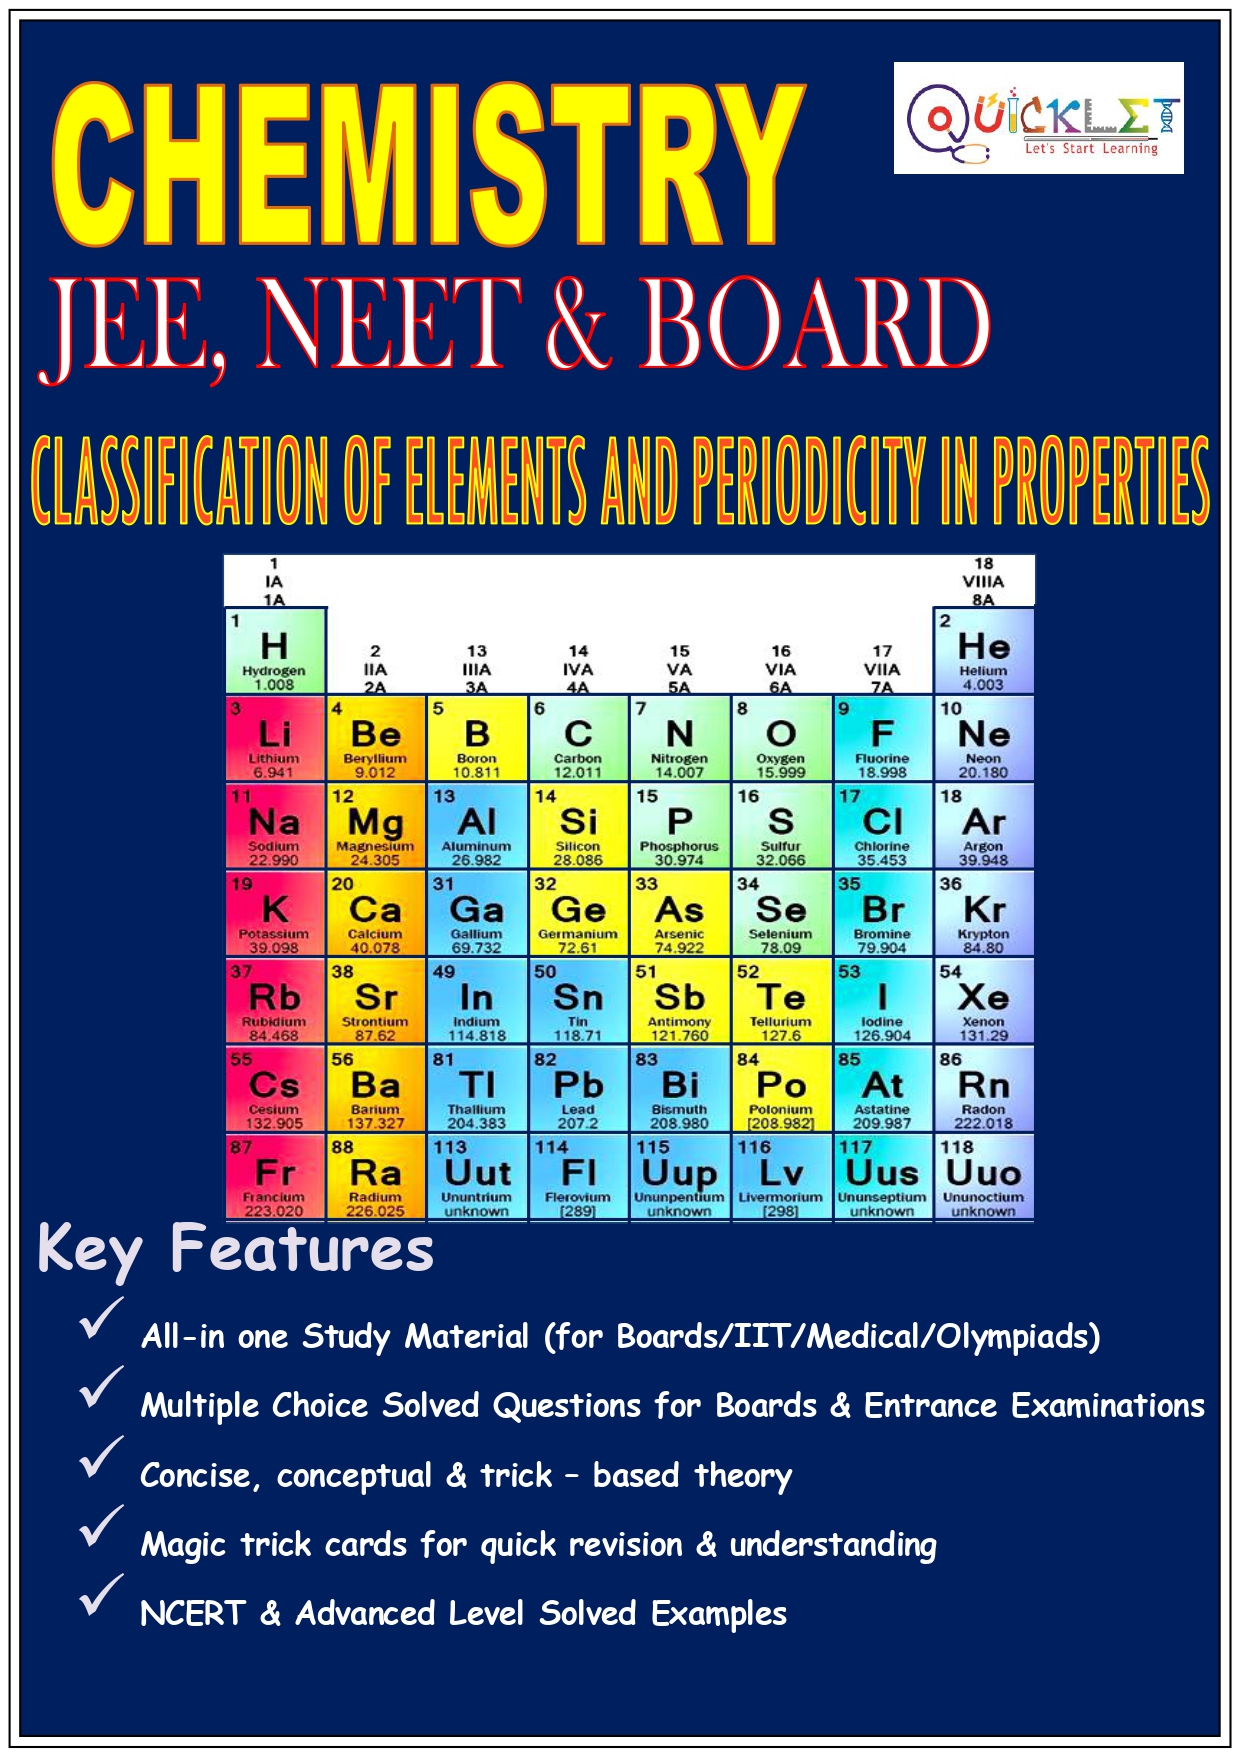 CHEMISTRY
QUICKLET
Let's Start Learning
JEE, NEET & BOARD
CLASSIFICATION OF ELEMENTS AND PERIODICITY IN PROPERTIES
1 18
IA VIIIA
1A 8A
1 2
H He
Hydrogen Helium
1.008 4.003
2 13 14 15 16 17
IIA IIIA IVA VA VIA VIIA
2A 3A 4A 5A 6A 7A
3 4 5 6 7 8 9 10
Li Be B C N O F Ne
Lithium Beryllium Boron Carbon Nitrogen Oxygen Fluorine Neon
6.941 9.012 10.811 12.011 14.007 15.999 18.998 20.180
11 12 13 14 15 16 17 18
Na Mg Al Si P S Cl Ar
Sodium Magnesium Aluminum Silicon Phosphorus Sulfur Chlorine Argon
22.990 24.305 26.982 28.086 30.974 32.066 35.453 39.948
19 20 31 32 33 34 35 36
K Ca Ga Ge As Se Br Kr
Potassium Calcium Gallium Germanium Arsenic Selenium Bromine Krypton
39.098 40.078 69.732 72.61 74.922 78.09 79.904 84.80
37 38 49 50 51 52 53 54
Rb Sr In Sn Sb Te I Xe
Rubidium Strontium Indium Tin Antimony Tellurium Iodine Xenon
84.468 87.62 114.818 118.71 121.760 127.6 126.904 131.29
55 56 81 82 83 84 85 86
Cs Ba Tl Pb Bi Po At Rn
Cesium Barium Thallium Lead Bismuth Polonium Astatine Radon
132.905 137.327 204.383 207.2 208.980 [208.982] 209.987 222.018
87 88 113 114 115 116 117 118
Fr Ra Uut Fl Uup Lv Uus Uuo
Francium Radium Ununtrium Flerovium Ununpentium Livermorium Ununseptium Ununoctium
223.020 226.025 unknown [289] unknown [298] unknown unknown
Key Features
✓ All-in one Study Material (for Boards/IIT/Medical/Olympiads)
✓ Multiple Choice Solved Questions for Boards & Entrance Examinations
✓ Concise, conceptual & trick – based theory
✓ Magic trick cards for quick revision & understanding
✓ NCERT & Advanced Level Solved Examples